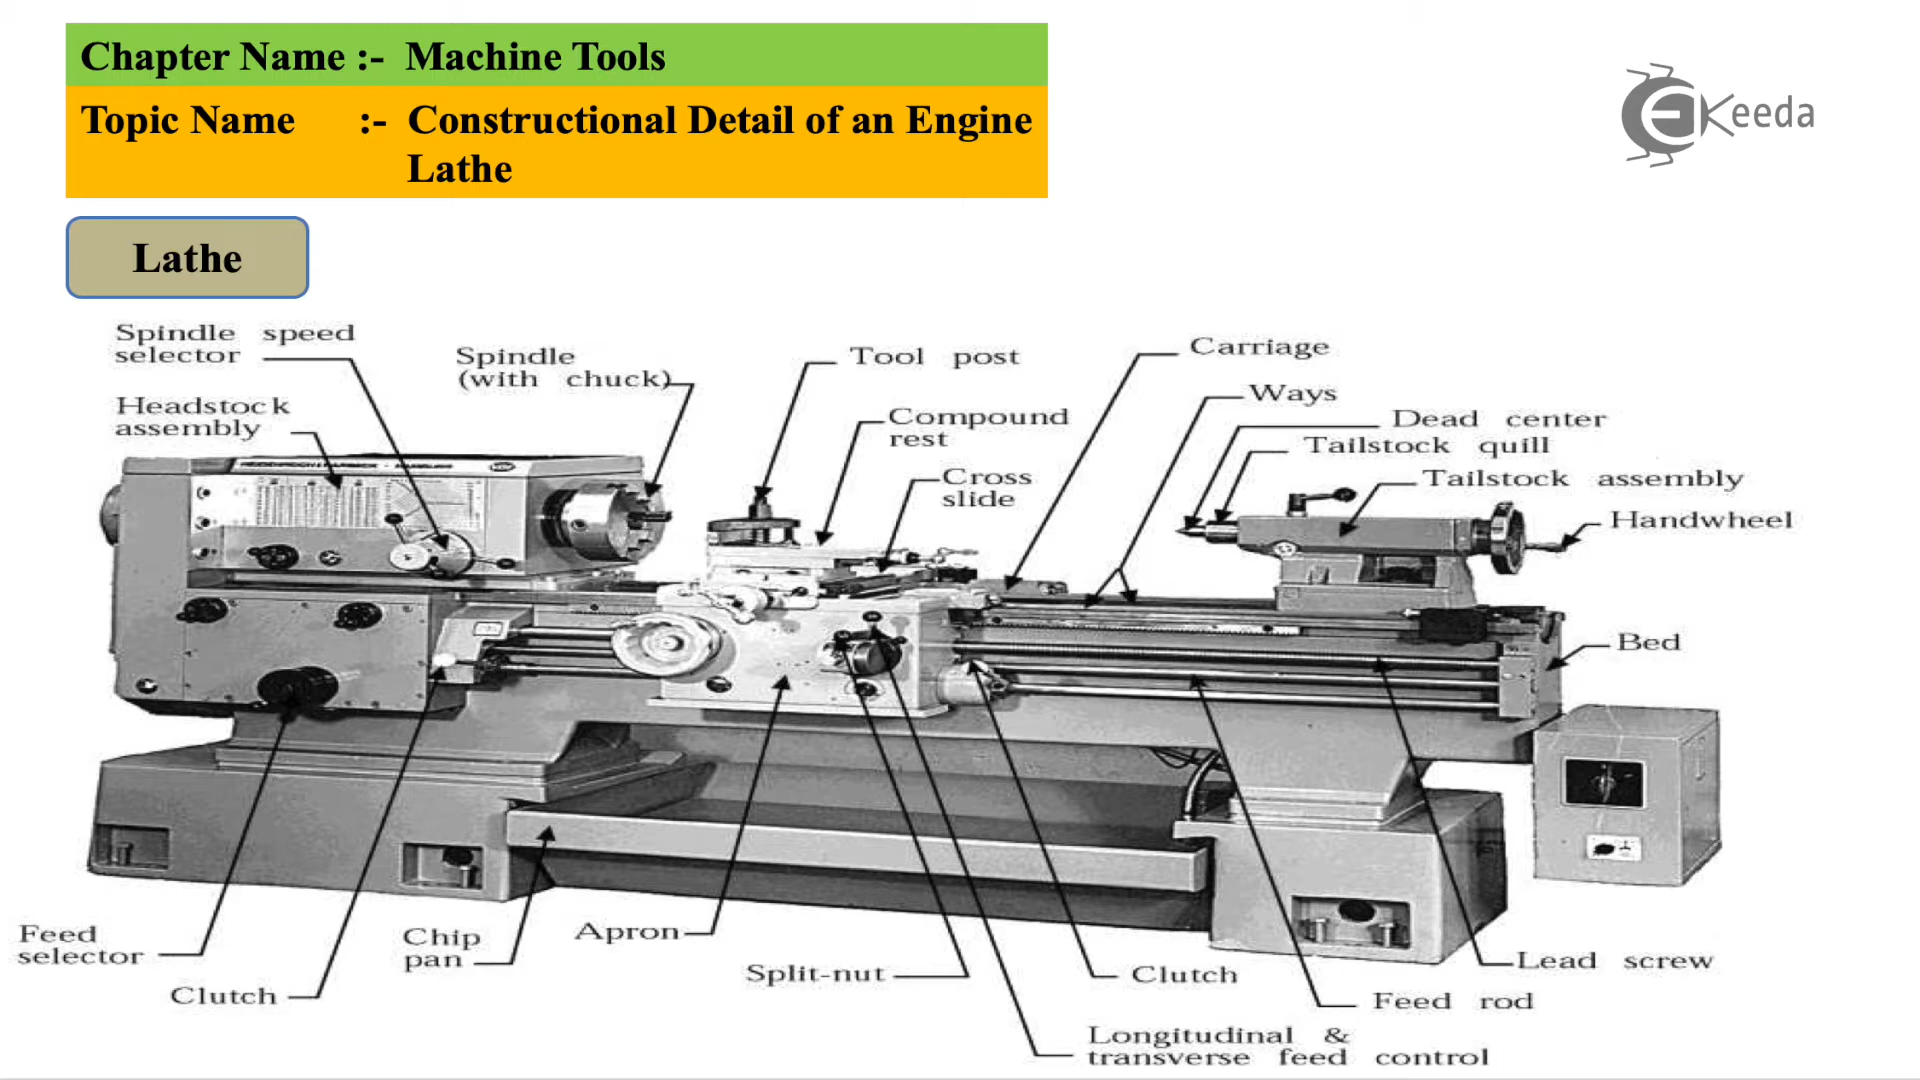 Chapter Name :- Machine Tools
Topic Name :- Constructional Detail of an Engine
Lathe
Keeda
Lathe
Spindle speed
selector
Spindle
(with chuck)
Tool post
Carriage
Ways
Headstock
assembly
Compound
rest
Dead center
Tailstock quill
Cross
slide
Tailstock assembly
Handwheel
Bed
Feed
selector
Clutch
Chip
pan
Apron
Split-nut
Clutch
Lead screw
Feed rod
Longitudinal &
transverse feed control